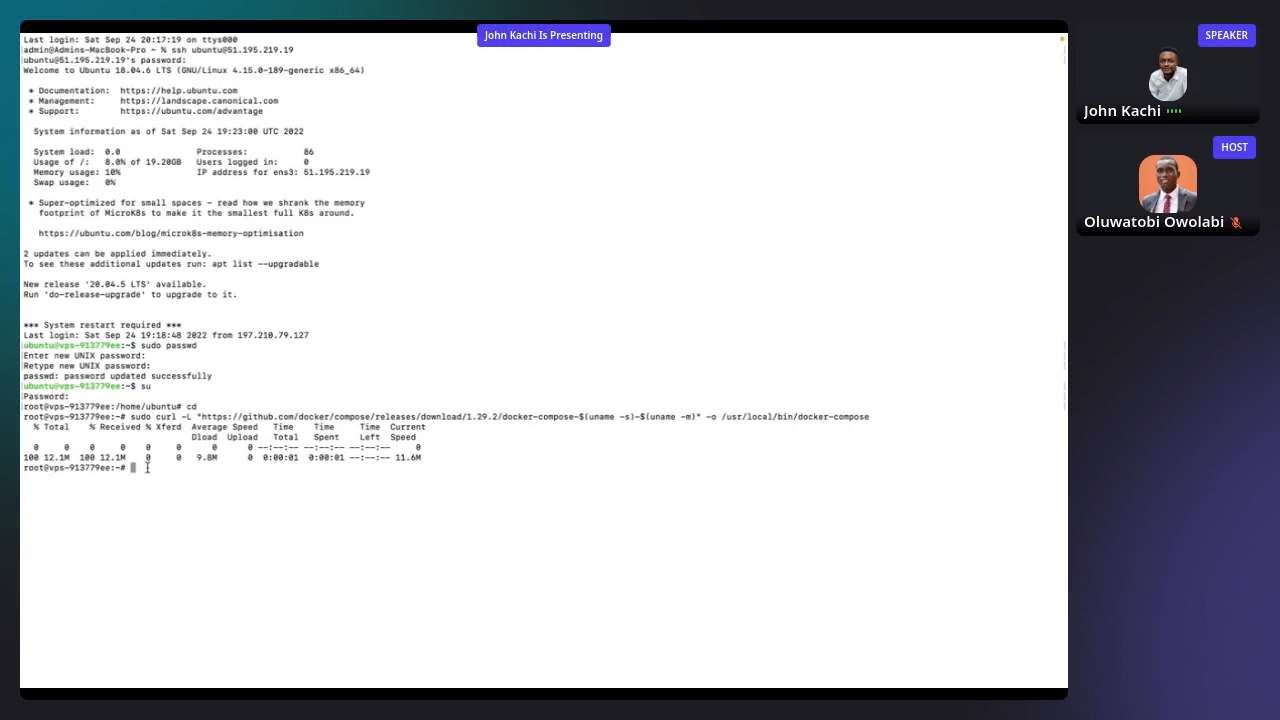 John Kachi Is Presenting
Last login: Sat Sep 24 20:17:19 on ttys000
admin@Admins-MacBook-Pro ~ % ssh ubuntu@51.195.219.19
ubuntu@51.195.219.19's password:
Welcome to Ubuntu 18.04.6 LTS (GNU/Linux 4.15.0-189-generic x86_64)
* Documentation: https://help.ubuntu.com
* Management: https://landscape.canonical.com
* Support: https://ubuntu.com/advantage
System information as of Sat Sep 24 19:23:00 UTC 2022
System load: 0.0 Processes: 86
Usage of /: 8.0% of 19.20GB Users logged in: 0
Memory usage: 10% IP address for ens3: 51.195.219.19
Swap usage: 0%
* Super-optimized for small spaces - read how we shrank the memory
footprint of MicroK8s to make it the smallest full K8s around.
https://ubuntu.com/blog/microk8s-memory-optimisation
2 updates can be applied immediately.
To see these additional updates run: apt list --upgradable
New release '20.04.5 LTS' available.
Run 'do-release-upgrade' to upgrade to it.
*** System restart required ***
Last login: Sat Sep 24 19:18:48 2022 from 197.210.79.127
ubuntu@vps-913779ee:~$ sudo passwd
Enter new UNIX password:
Retype new UNIX password:
passwd: password updated successfully
ubuntu@vps-913779ee:~$ su
Password:
root@vps-913779ee:/home/ubuntu# cd
root@vps-913779ee:~# sudo curl -L "https://github.com/docker/compose/releases/download/1.29.2/docker-compose-$(uname -s)-$(uname -m)" -o /usr/local/bin/docker-compose
% Total % Received % Xferd Average Speed Time Time Time Current
Dload Upload Total Spent Left Speed
0 0 0 0 0 0 0 0 --:--:-- --:--:-- --:--:-- 0
100 12.1M 100 12.1M 0 0 9.8M 0 0:00:01 0:00:01 --:--:-- 11.6M
root@vps-913779ee:~#
SPEAKER
John Kachi
HOST
Oluwatobi Owolabi